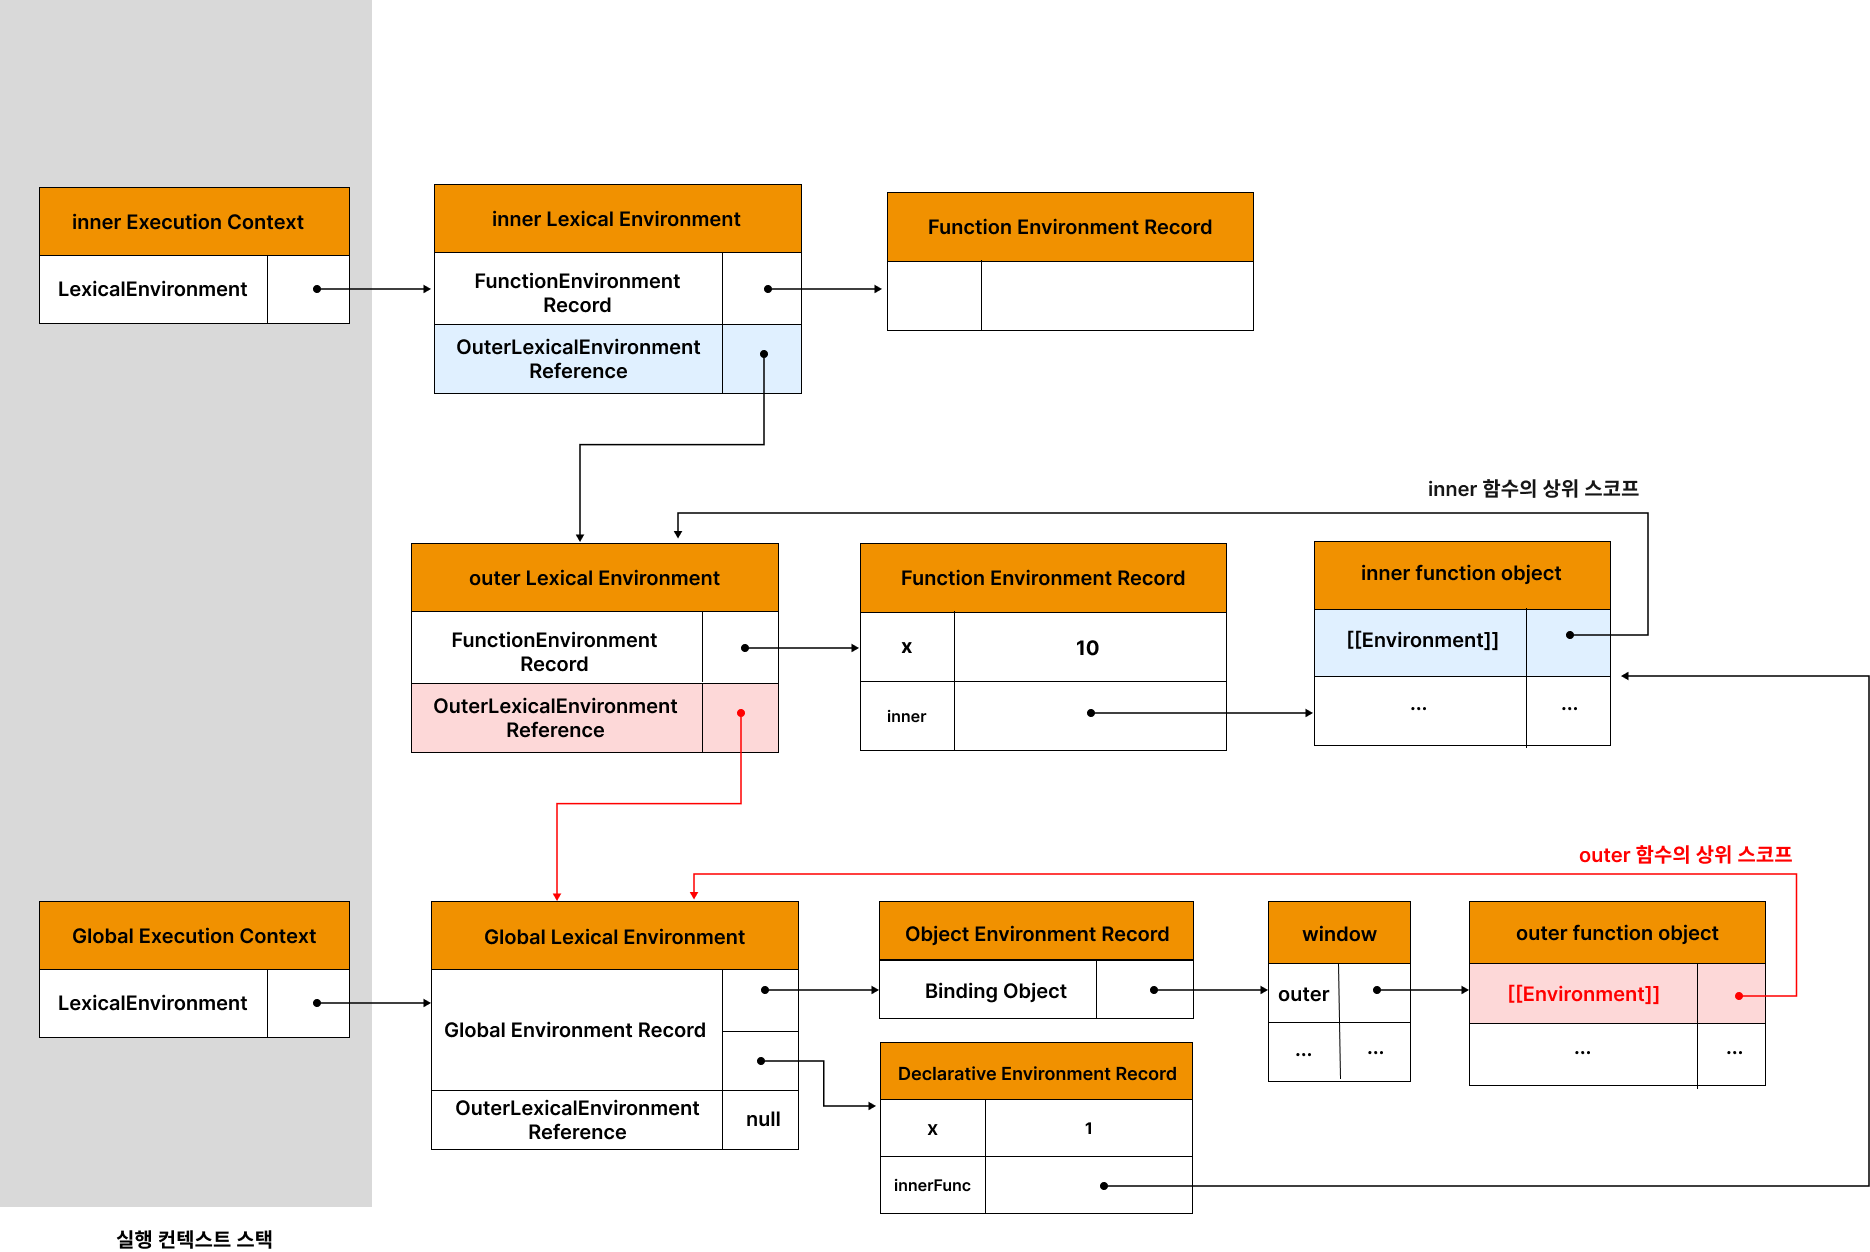 inner Execution Context
LexicalEnvironment
inner Lexical Environment
FunctionEnvironment
Record
OuterLexicalEnvironment
Reference
Function Environment Record
inner 함수의 상위 스코프
outer Lexical Environment
FunctionEnvironment
Record
OuterLexicalEnvironment
Reference
Function Environment Record
x
10
inner
inner function object
[[Environment]]
...
...
outer 함수의 상위 스코프
Global Execution Context
LexicalEnvironment
Global Lexical Environment
Global Environment Record
OuterLexicalEnvironment
Reference
null
Object Environment Record
Binding Object
window
outer
...
...
outer function object
[[Environment]]
...
...
Declarative Environment Record
x
1
innerFunc
실행 컨텍스트 스택